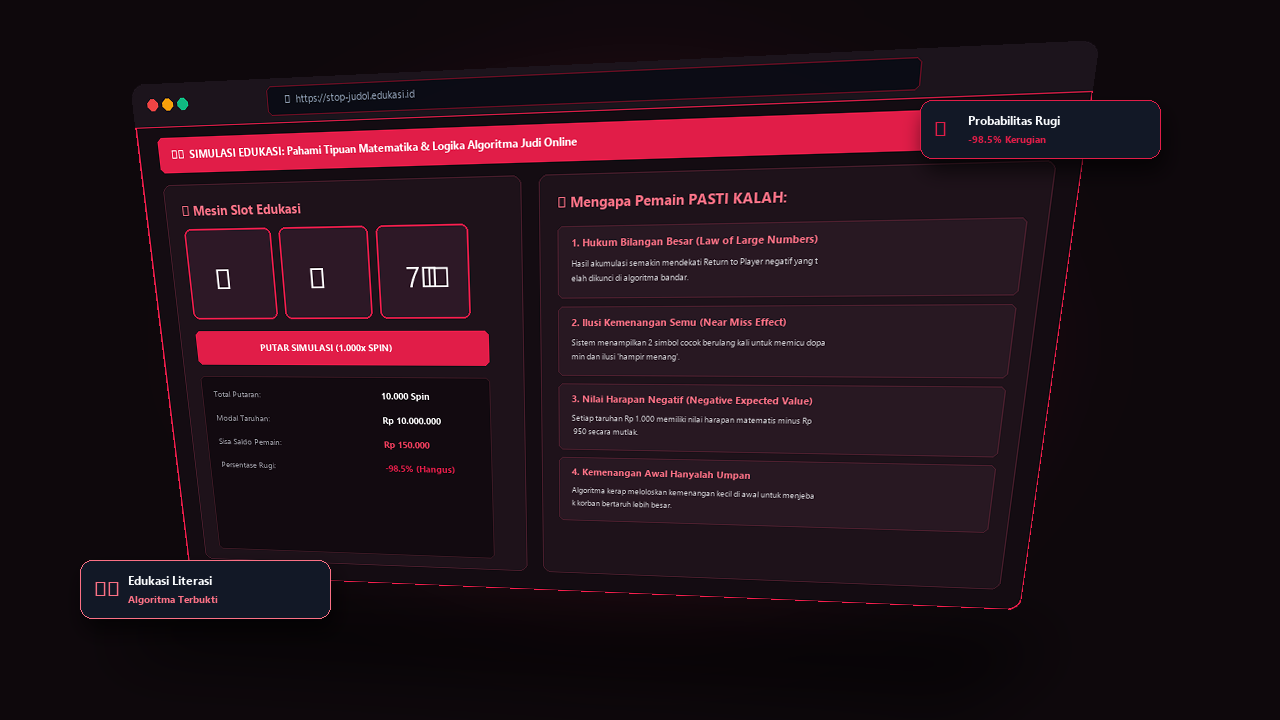 https://stop-judol.edukasi.id
SIMULASI EDUKASI: Pahami Tipuan Matematika & Logika Algoritma Judi Online
Probabilitas Rugi
-98.5% Kerugian
Mesin Slot Edukasi
7
PUTAR SIMULASI (1.000x SPIN)
Total Putaran: 10.000 Spin
Modal Taruhan: Rp 10.000.000
Sisa Saldo Pemain: Rp 150.000
Persentase Rugi: -98.5% (Hangus)
Mengapa Pemain PASTI KALAH:
1. Hukum Bilangan Besar (Law of Large Numbers)
Hasil akumulasi semakin mendekati Return to Player negatif yang t
elah dikunci di algoritma bandar.
2. Ilusi Kemenangan Semu (Near Miss Effect)
Sistem menampilkan 2 simbol cocok berulang kali untuk memicu dopa
min dan ilusi 'hampir menang'.
3. Nilai Harapan Negatif (Negative Expected Value)
Setiap taruhan Rp 1.000 memiliki nilai harapan matematis minus Rp
950 secara mutlak.
4. Kemenangan Awal Hanyalah Umpan
Algoritma kerap meloloskan kemenangan kecil di awal untuk menjeba
k korban bertaruh lebih besar.
Edukasi Literasi
Algoritma Terbukti